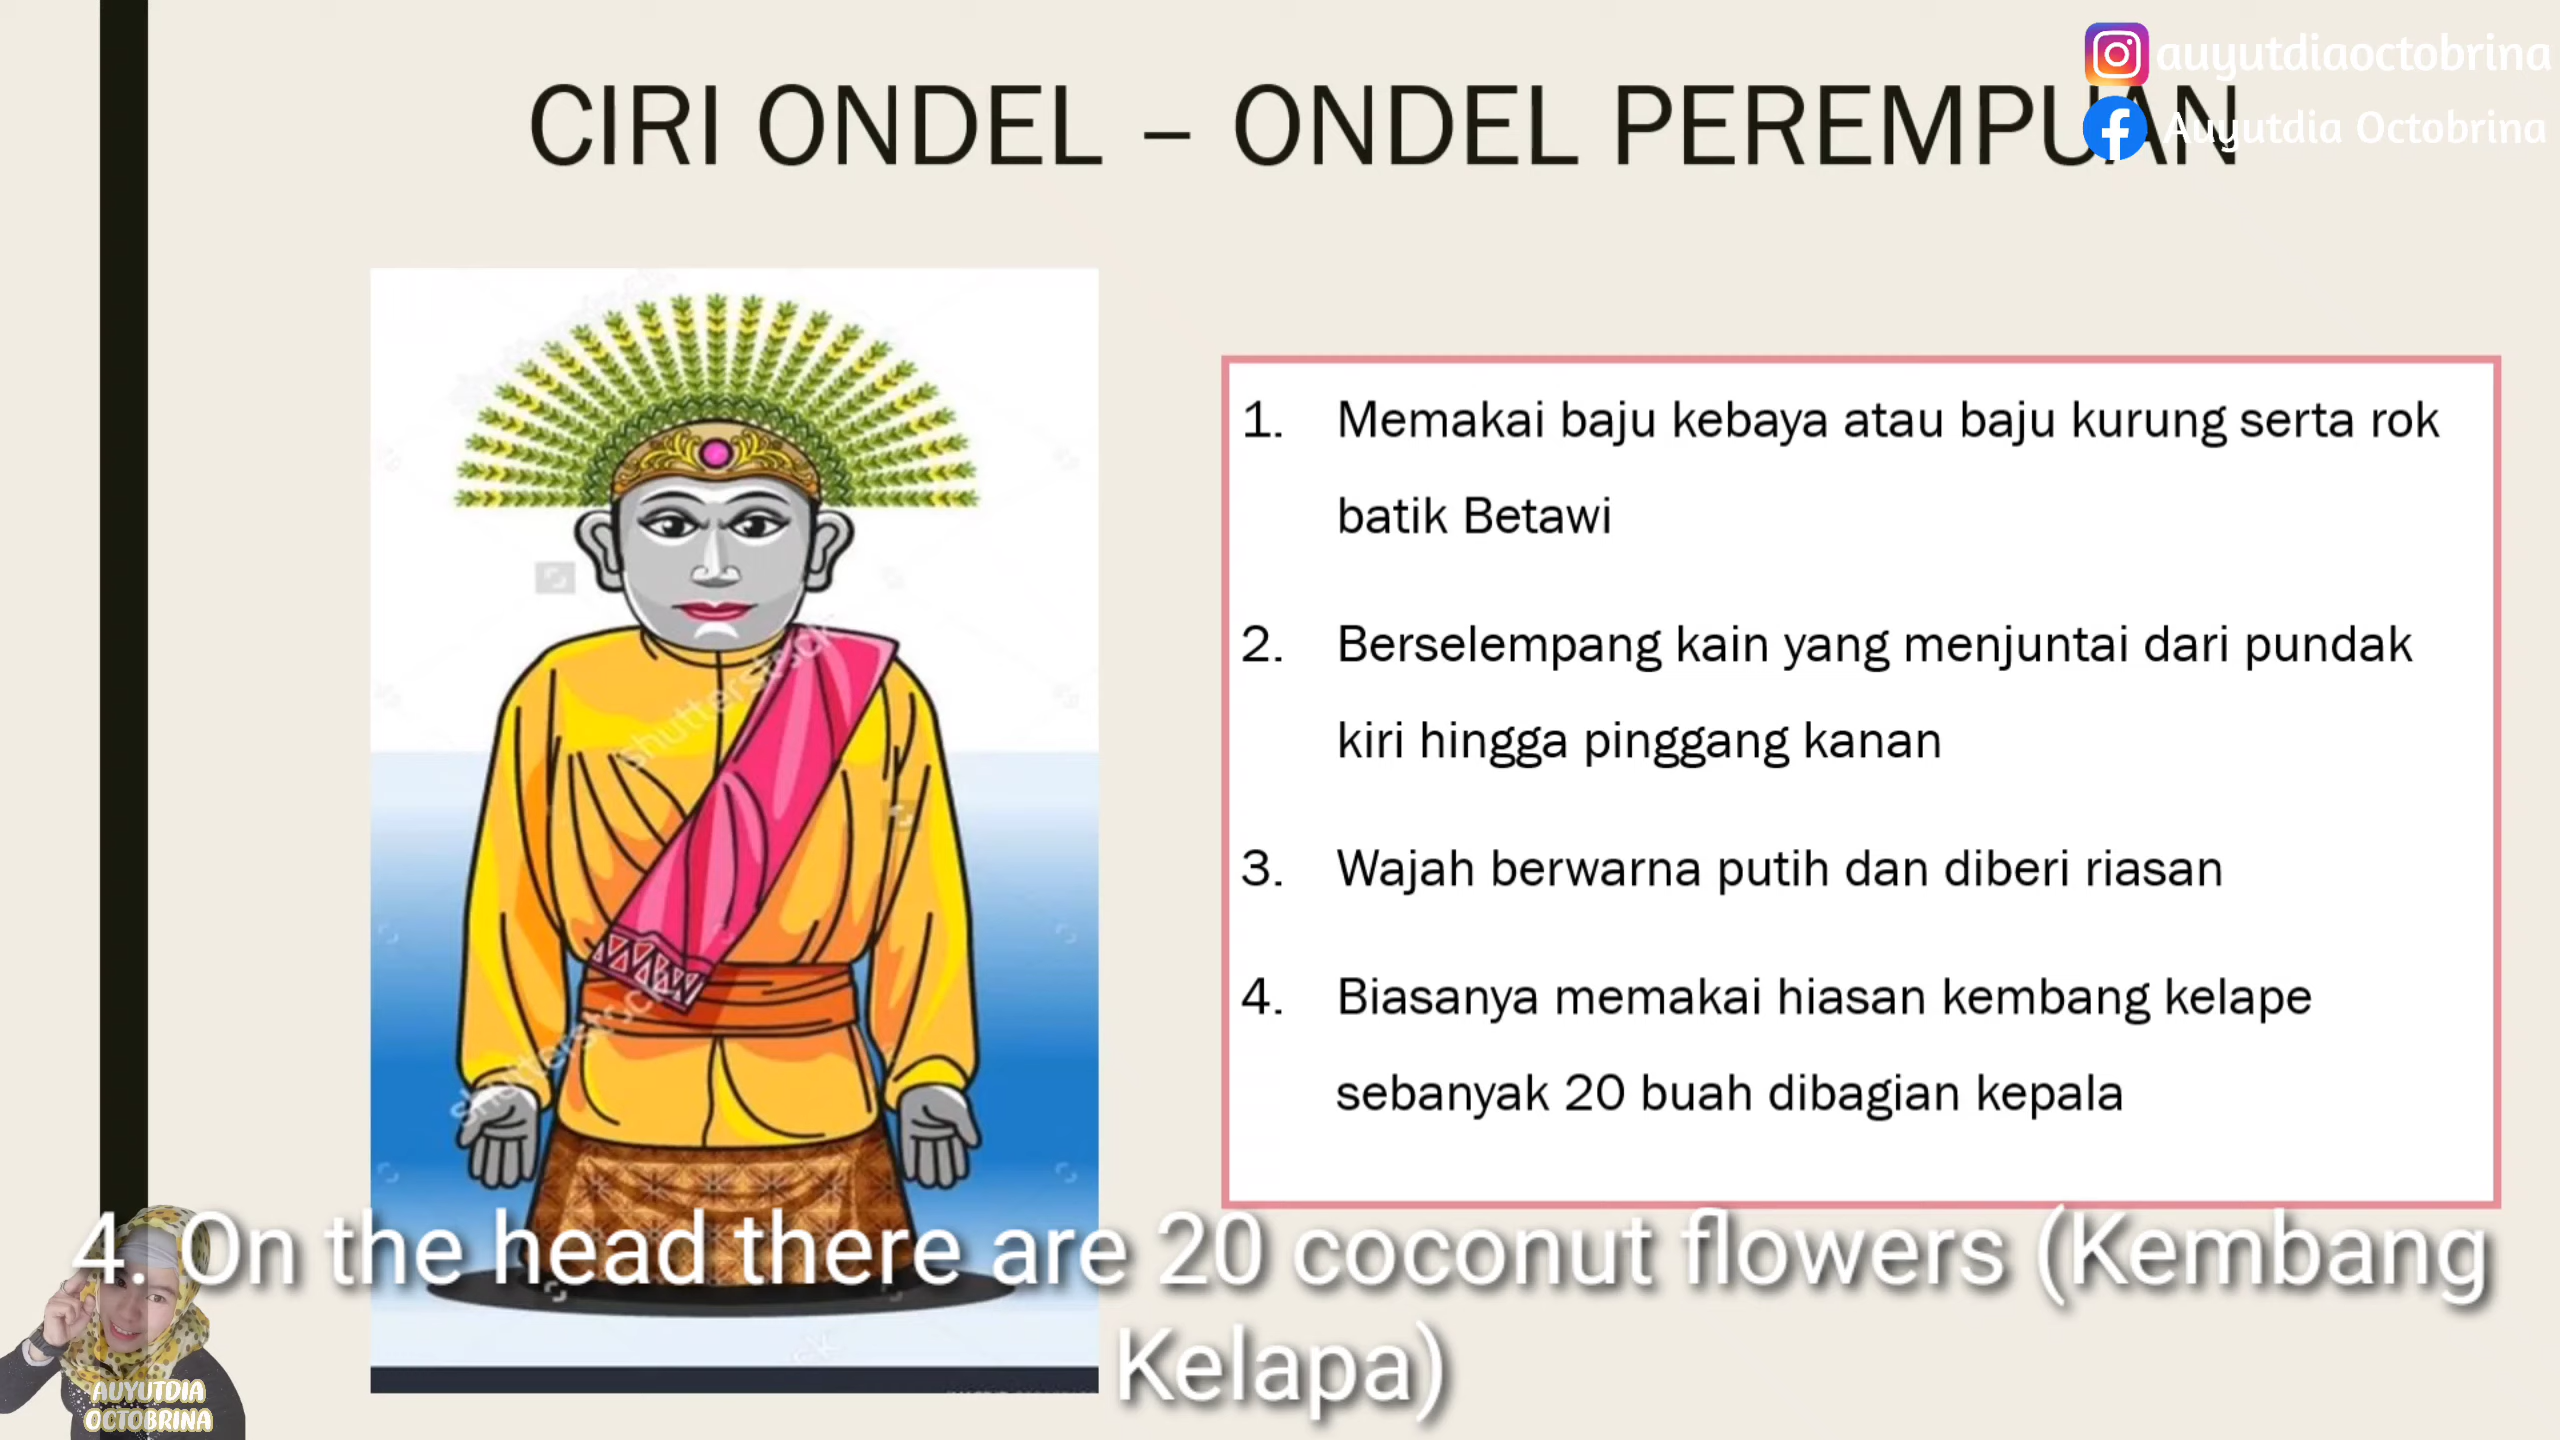 auyutdiaoctobrina
CIRI ONDEL – ONDEL PEREMPUAN
Auyutdia Octobrina
1. Memakai baju kebaya atau baju kurung serta rok
batik Betawi
2. Berselempang kain yang menjuntai dari pundak
kiri hingga pinggang kanan
3. Wajah berwarna putih dan diberi riasan
4. Biasanya memakai hiasan kembang kelape
sebanyak 20 buah dibagian kepala
shutterstock
shutterstock
4. On the head there are 20 coconut flowers (Kembang
Kelapa)
AUYUTDIA
OCTOBRINA